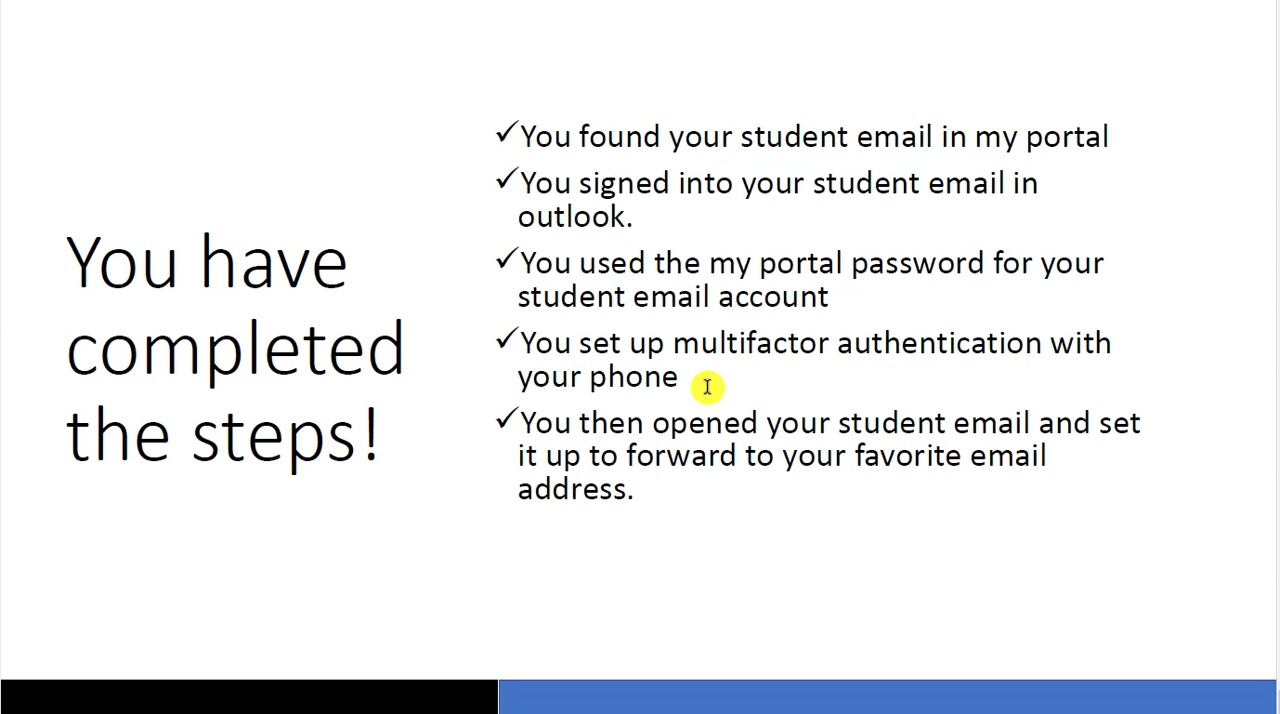 You have
completed
the steps!
✓You found your student email in my portal
✓You signed into your student email in
outlook.
✓You used the my portal password for your
student email account
✓You set up multifactor authentication with
your phone
✓You then opened your student email and set
it up to forward to your favorite email
address.